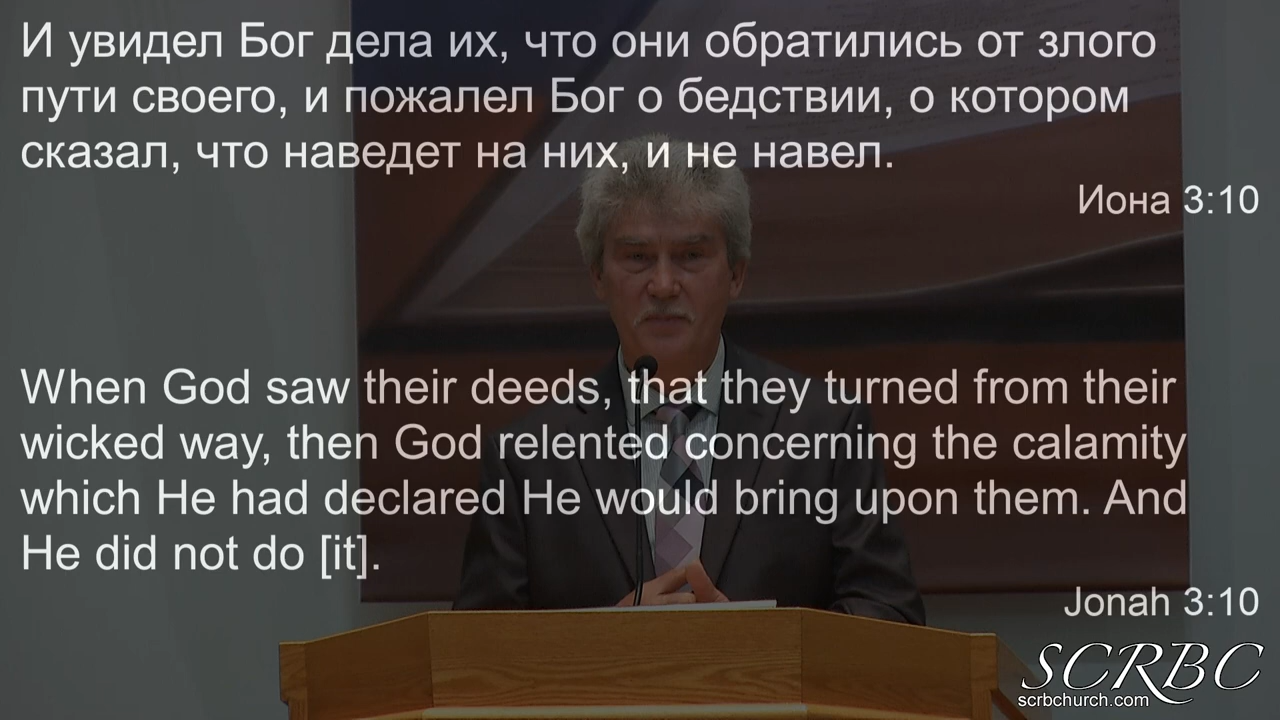 И увидел Бог дела их, что они обратились от злого
пути своего, и пожалел Бог о бедствии, о котором
сказал, что наведет на них, и не навел.
Иона 3:10
When God saw their deeds, that they turned from their
wicked way, then God relented concerning the calamity
which He had declared He would bring upon them. And
He did not do [it].
Jonah 3:10
SCRBC
scrbchurch.com